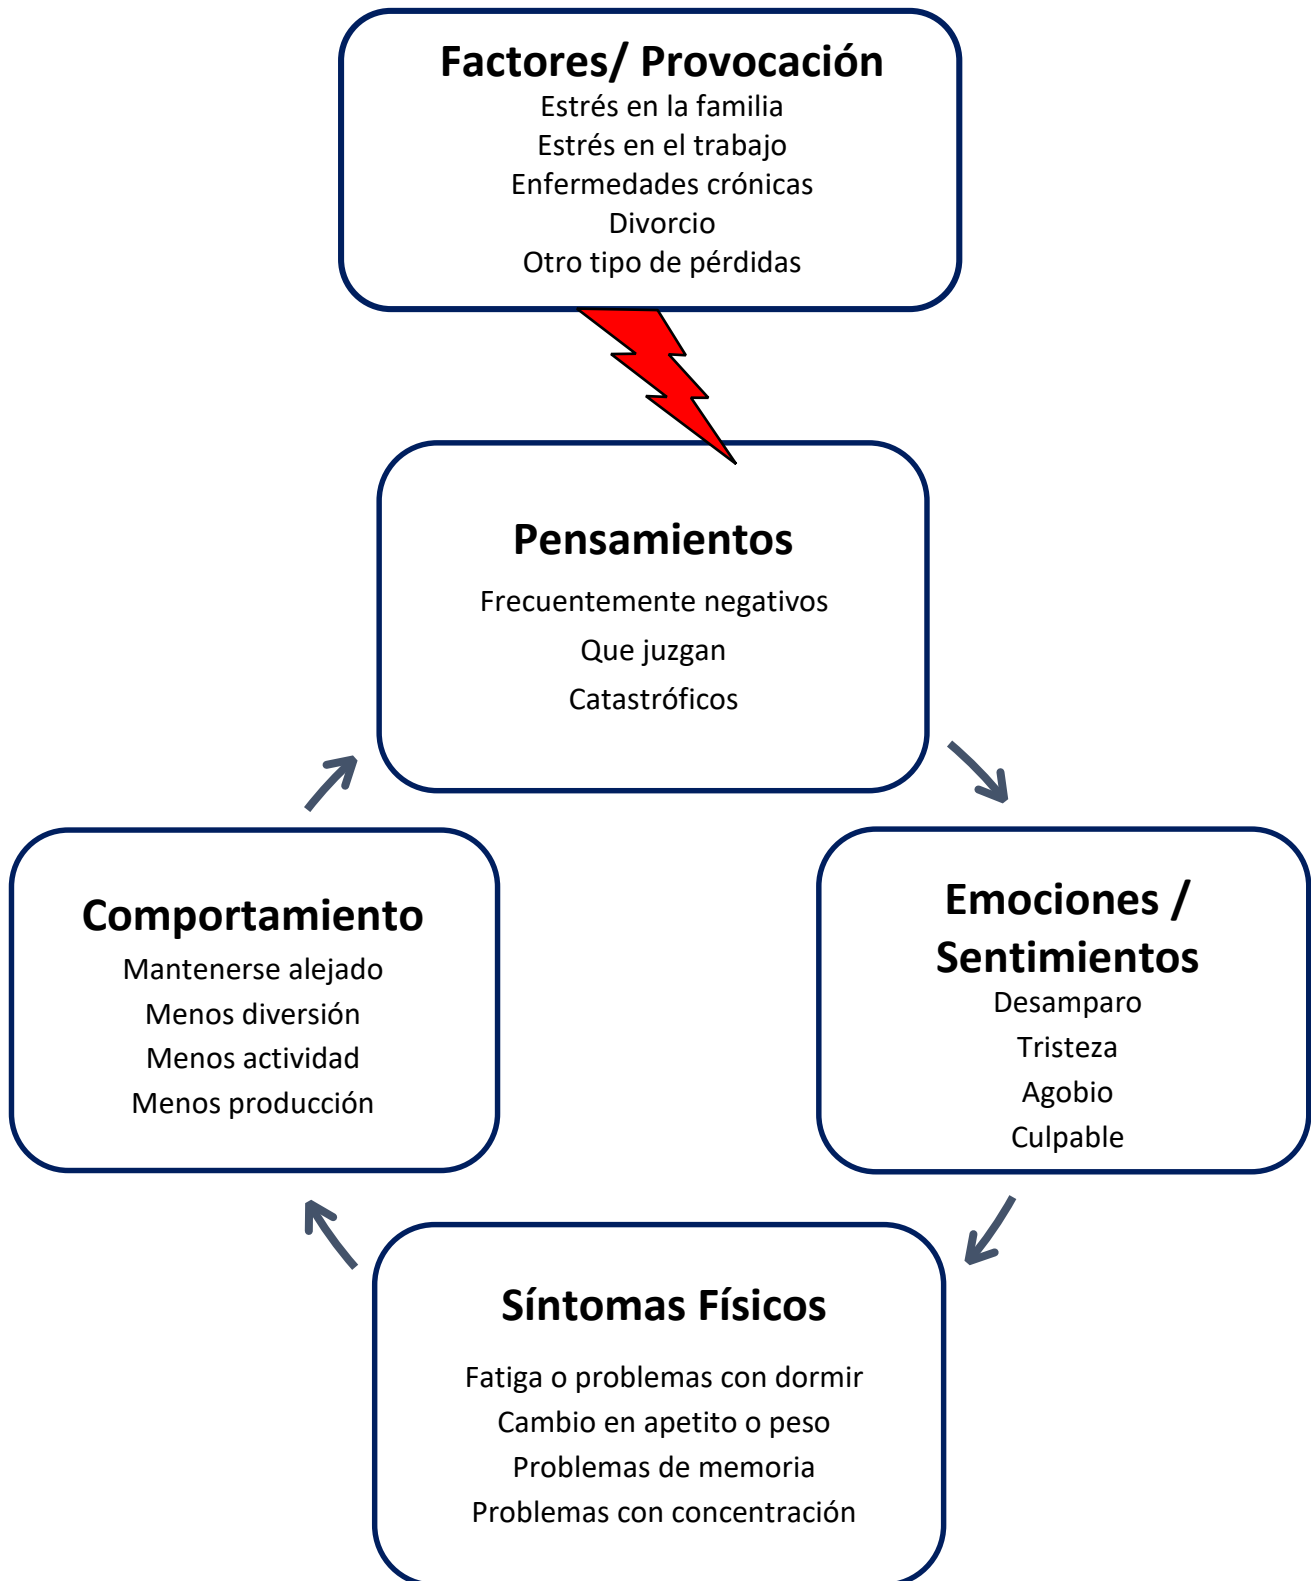 Factores/ Provocación
Estrés en la familia
Estrés en el trabajo
Enfermedades crónicas
Divorcio
Otro tipo de pérdidas
Pensamientos
Frecuentemente negativos
Que juzgan
Catastróficos
Emociones /
Sentimientos
Desamparo
Tristeza
Agobio
Culpable
Síntomas Físicos
Fatiga o problemas con dormir
Cambio en apetito o peso
Problemas de memoria
Problemas con concentración
Comportamiento
Mantenerse alejado
Menos diversión
Menos actividad
Menos producción